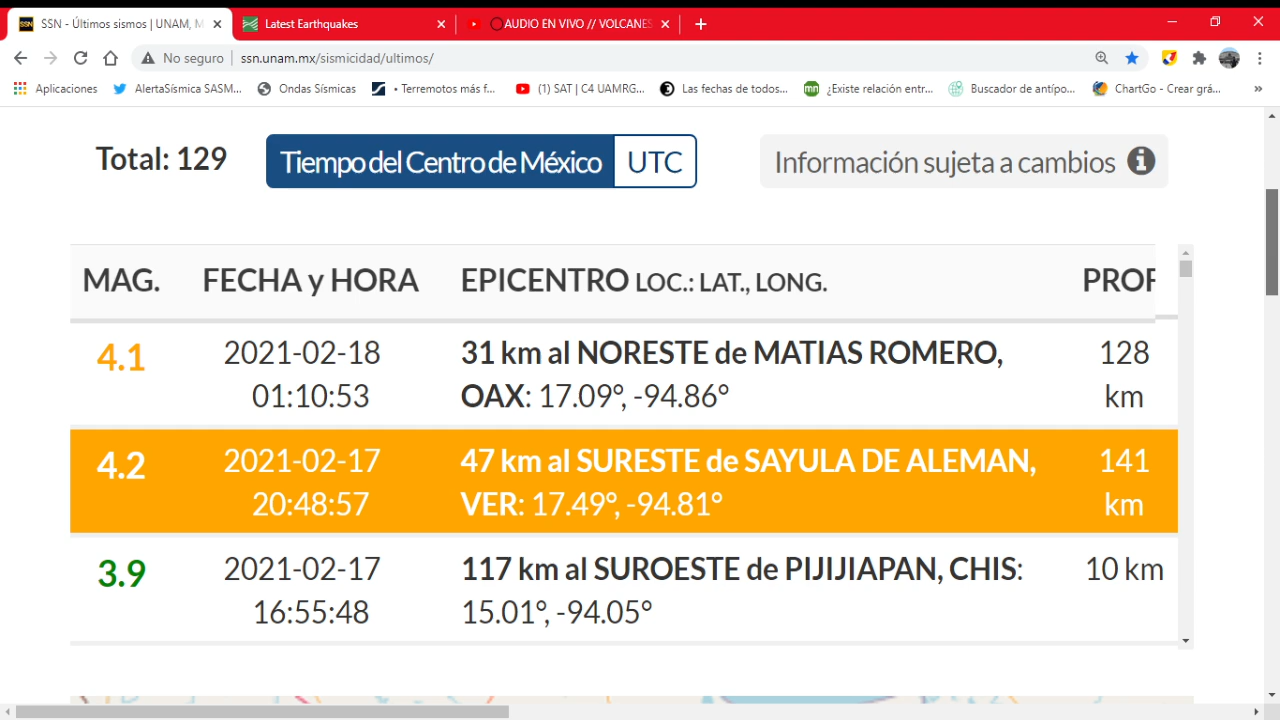 SSN - Últimos sismos | UNAM, M
Latest Earthquakes
AUDIO EN VIVO // VOLCANES
No seguro
ssn.unam.mx/sismicidad/ultimos/
Aplicaciones
AlertaSísmica SASM...
Ondas Sísmicas
• Terremotos más f...
(1) SAT | C4 UAMRG...
Las fechas de todos...
¿Existe relación entr...
Buscador de antípo...
ChartGo - Crear grá...
»
Total: 129
Tiempo del Centro de México
UTC
Información sujeta a cambios
MAG.
FECHA y HORA
EPICENTRO LOC.: LAT., LONG.
PROF
4.1
2021-02-18
01:10:53
31 km al NORESTE de MATIAS ROMERO,
OAX: 17.09°, -94.86°
128
km
4.2
2021-02-17
20:48:57
47 km al SURESTE de SAYULA DE ALEMAN,
VER: 17.49°, -94.81°
141
km
3.9
2021-02-17
16:55:48
117 km al SUROESTE de PIJIJIAPAN, CHIS:
15.01°, -94.05°
10 km